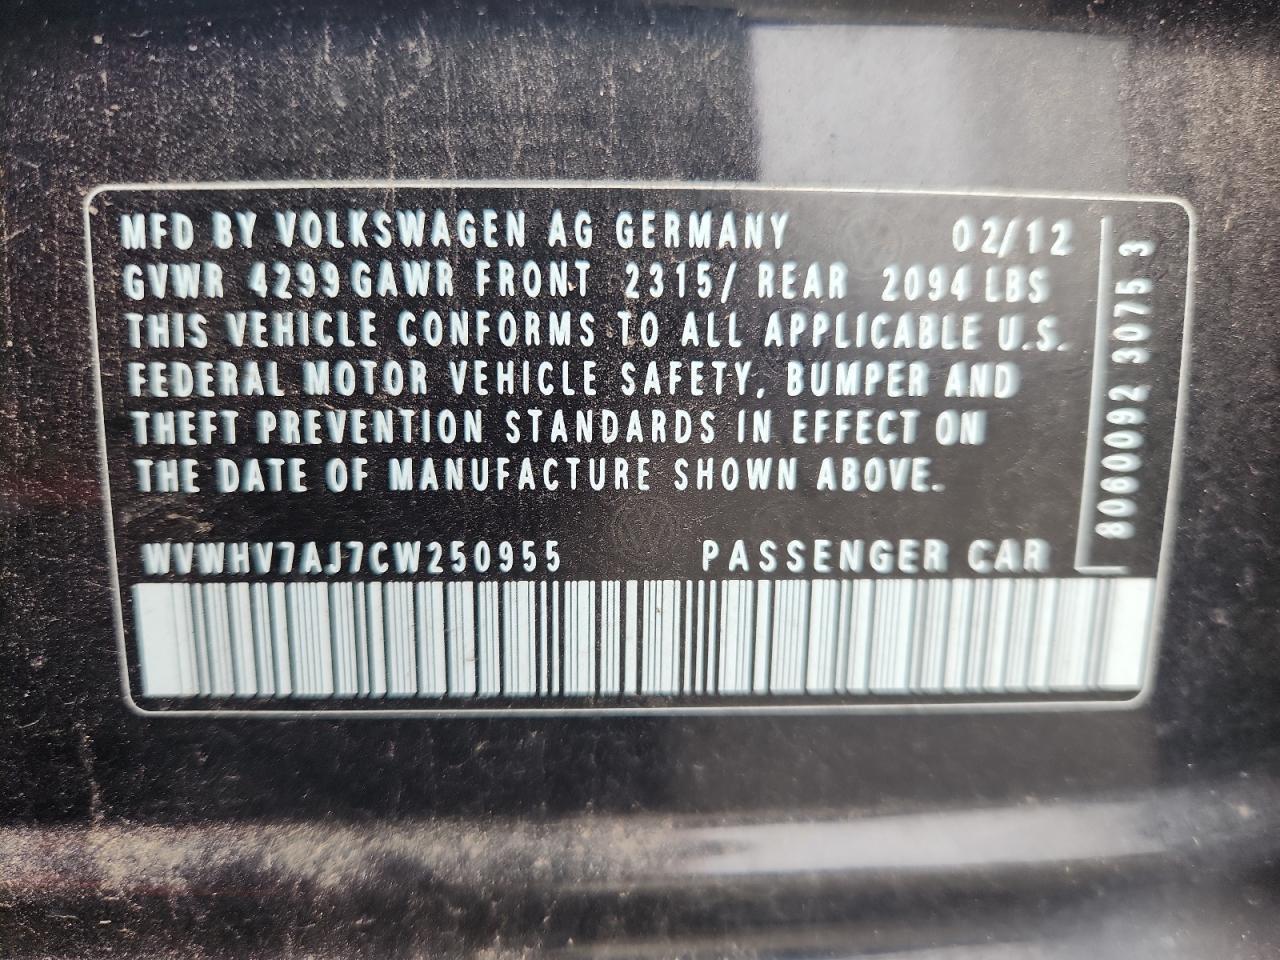 MFD BY VOLKSWAGEN AG GERMANY 02/12
GVWR 4299 GAWR FRONT 2315/ REAR 2094 LBS
THIS VEHICLE CONFORMS TO ALL APPLICABLE U.S.
FEDERAL MOTOR VEHICLE SAFETY, BUMPER AND
THEFT PREVENTION STANDARDS IN EFFECT ON
THE DATE OF MANUFACTURE SHOWN ABOVE.
WVWHV7AJ7CW250955 PASSENGER CAR
8060092 3075 3